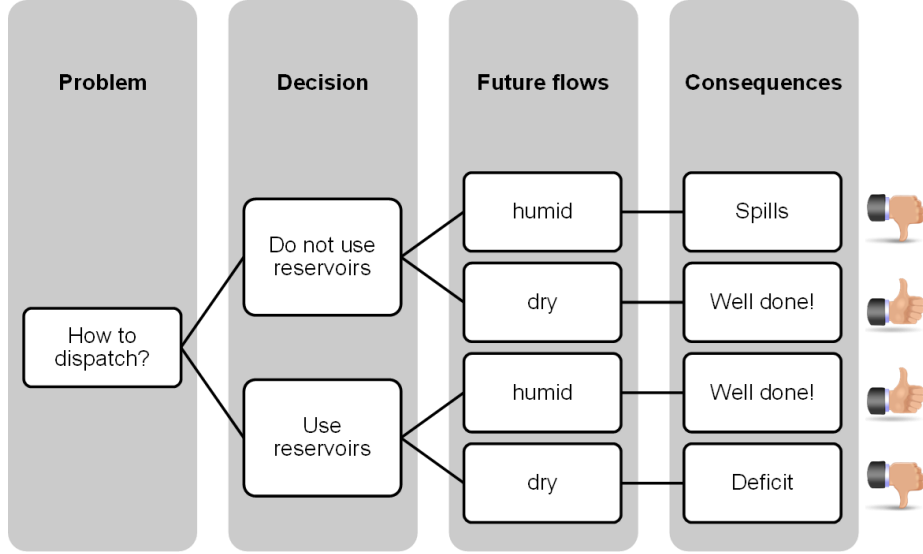 Problem
Decision
Future flows
Consequences
How to
dispatch?
Do not use
reservoirs
Use
reservoirs
humid
Spills
dry
Well done!
humid
Well done!
dry
Deficit